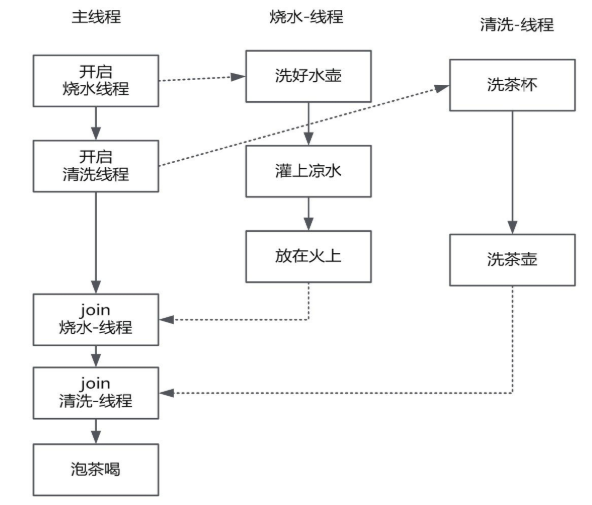 主线程
烧水-线程
清洗-线程
开启
烧水线程
洗好水壶
洗茶杯
开启
清洗线程
灌上凉水
放在火上
洗茶壶
join
烧水-线程
join
清洗-线程
泡茶喝